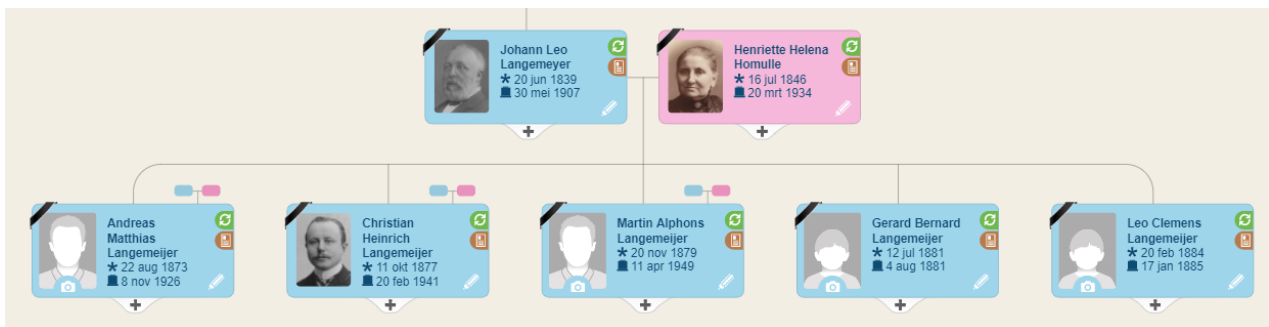 Johann Leo
Langemeyer
* 20 jun 1839
30 mei 1907
Henriette Helena
Homulle
* 16 jul 1846
20 mrt 1934
Andreas
Matthias
Langemeijer
* 22 aug 1873
8 nov 1926
Christian
Heinrich
Langemeijer
* 11 okt 1877
20 feb 1941
Martin Alphons
Langemeijer
* 20 nov 1879
11 apr 1949
Gerard Bernard
Langemeijer
* 12 jul 1881
4 aug 1881
Leo Clemens
Langemeijer
* 20 feb 1884
17 jan 1885